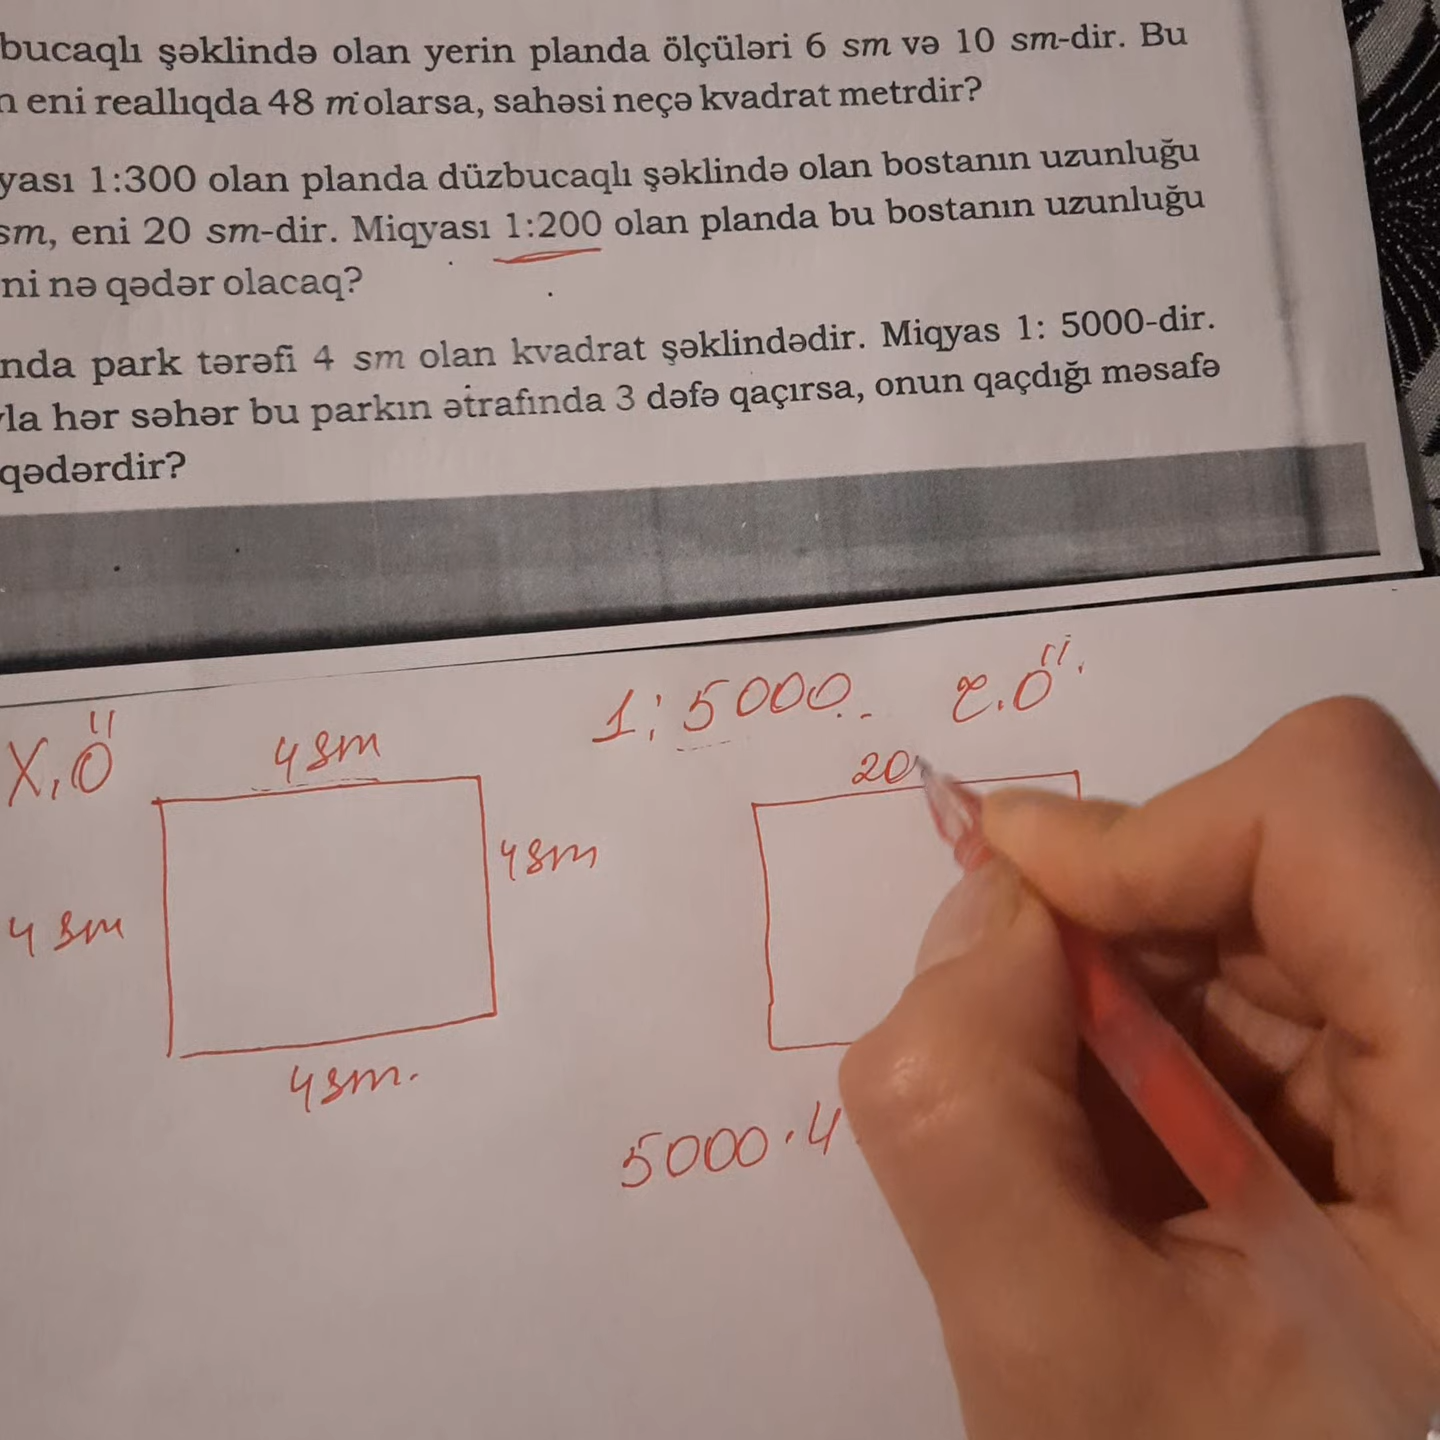 bucaqlı şəklində olan yerin planda ölçüləri 6 sm və 10 sm-dir. Bu
n eni reallıqda 48 m olarsa, sahəsi neçə kvadrat metrdir?
yası 1:300 olan planda düzbucaqlı şəklində olan bostanın uzunluğu
sm, eni 20 sm-dir. Miqyası 1:200 olan planda bu bostanın uzunluğu
ni nə qədər olacaq?
nda park tərəfi 4 sm olan kvadrat şəklindədir. Miqyas 1: 5000-dir.
la hər səhər bu parkın ətrafında 3 dəfə qaçırsa, onun qaçdığı məsafə
qədərdir?
1:5000 r.Ö
X.Ö 4sm 20
4sm
4sm
4sm.
5000·4